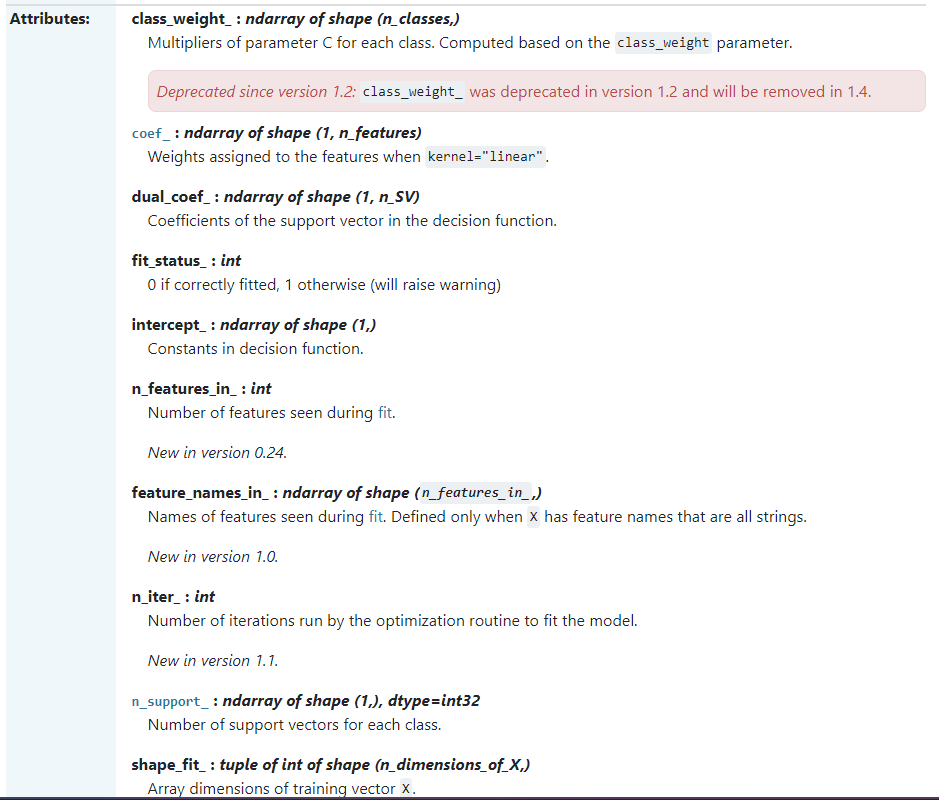 Attributes:
class_weight_ : ndarray of shape (n_classes,)
Multipliers of parameter C for each class. Computed based on the class_weight parameter.
Deprecated since version 1.2: class_weight_ was deprecated in version 1.2 and will be removed in 1.4.
coef_ : ndarray of shape (1, n_features)
Weights assigned to the features when kernel="linear".
dual_coef_ : ndarray of shape (1, n_SV)
Coefficients of the support vector in the decision function.
fit_status_ : int
0 if correctly fitted, 1 otherwise (will raise warning)
intercept_ : ndarray of shape (1,)
Constants in decision function.
n_features_in_ : int
Number of features seen during fit.
New in version 0.24.
feature_names_in_ : ndarray of shape (n_features_in_,)
Names of features seen during fit. Defined only when X has feature names that are all strings.
New in version 1.0.
n_iter_ : int
Number of iterations run by the optimization routine to fit the model.
New in version 1.1.
n_support_ : ndarray of shape (1,), dtype=int32
Number of support vectors for each class.
shape_fit_ : tuple of int of shape (n_dimensions_of_X,)
Array dimensions of training vector X.